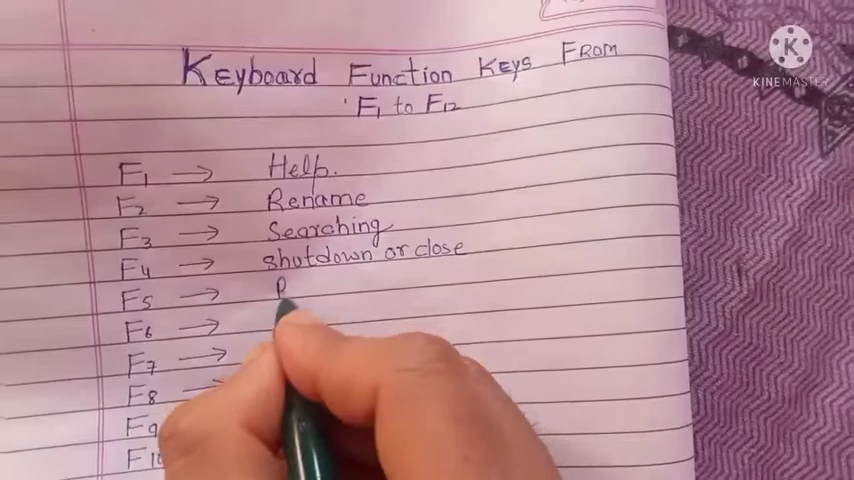 Keyboard Function Keys From
F1 to F12
F1 → Help.
F2 → Rename
F3 → Searching
F4 → shutdown or close
F5 →
F6 →
F7 →
F8 →
F9
F10
K
KINEMASTER